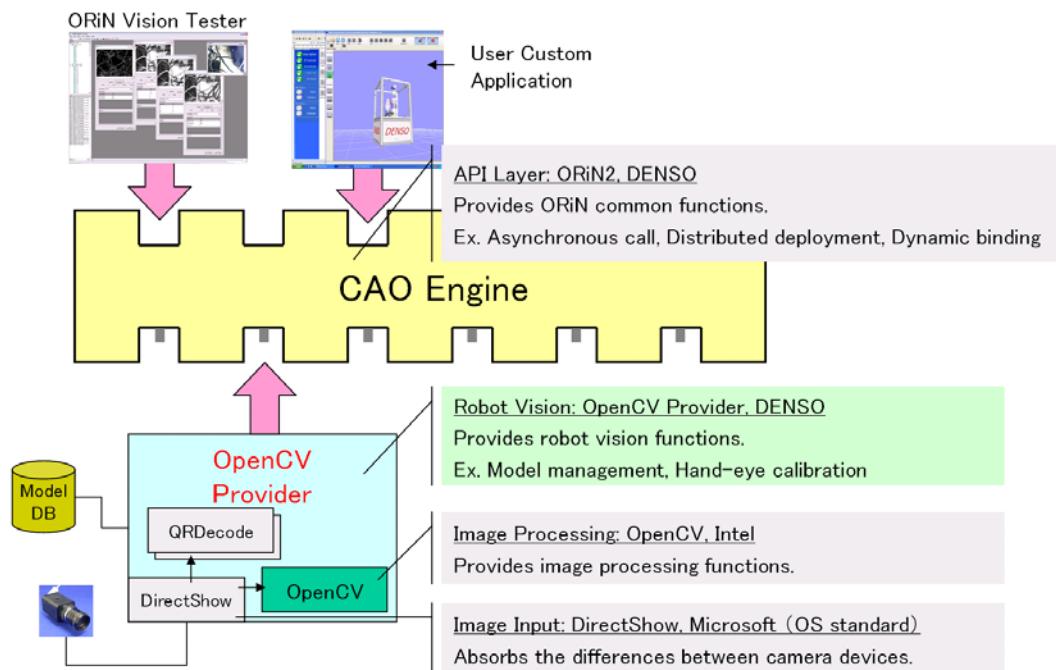 ORiN Vision Tester
User Custom
Application
DENSO
API Layer: ORiN2, DENSO
Provides ORiN common functions.
Ex. Asynchronous call, Distributed deployment, Dynamic binding
CAO Engine
Robot Vision: OpenCV Provider, DENSO
Provides robot vision functions.
Ex. Model management, Hand-eye calibration
OpenCV
Provider
Model
DB
QRDecode
Image Processing: OpenCV, Intel
Provides image processing functions.
DirectShow
OpenCV
Image Input: DirectShow, Microsoft (OS standard)
Absorbs the differences between camera devices.